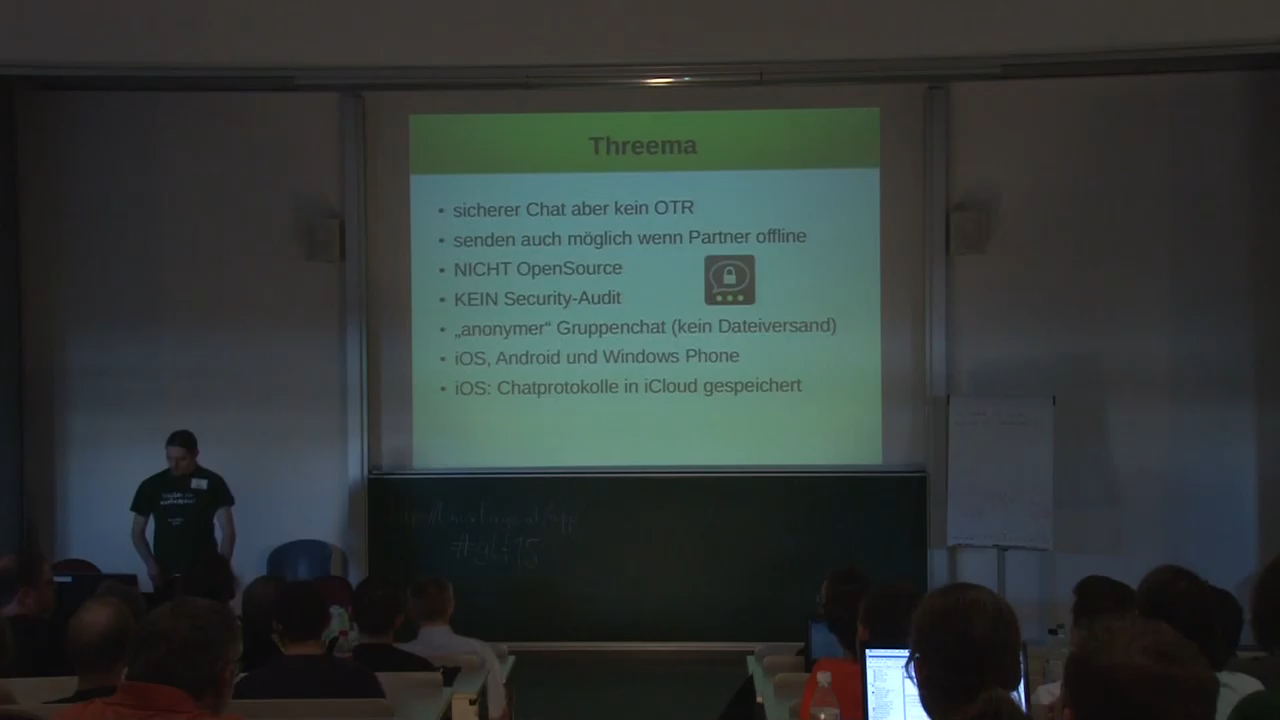 Threema
• sicherer Chat aber kein OTR
• senden auch möglich wenn Partner offline
• NICHT OpenSource
• KEIN Security-Audit
• „anonymer“ Gruppenchat (kein Dateiversand)
• iOS, Android und Windows Phone
• iOS: Chatprotokolle in iCloud gespeichert
#glt15